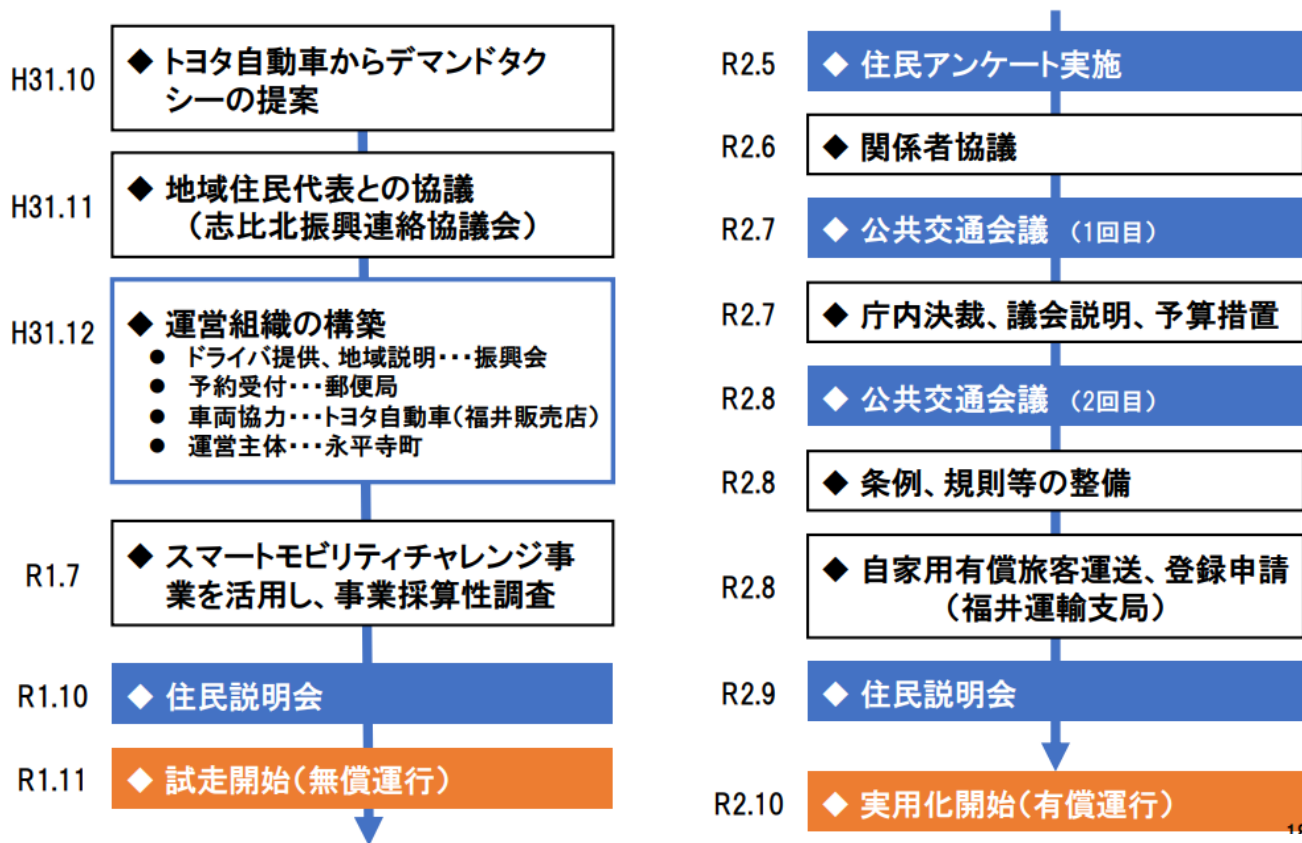 H31.10
◆ トヨタ自動車からデマンドタク
シーの提案
H31.11
◆ 地域住民代表との協議
（志比北振興連絡協議会）
H31.12
◆ 運営組織の構築
● ドライバ提供、地域説明・・・振興会
● 予約受付・・・郵便局
● 車両協力・・・トヨタ自動車（福井販売店）
● 運営主体・・・永平寺町
R1.7
◆ スマートモビリティチャレンジ事
業を活用し、事業採算性調査
R1.10
◆ 住民説明会
R1.11
◆ 試走開始（無償運行）
R2.5
◆ 住民アンケート実施
R2.6
◆ 関係者協議
R2.7
◆ 公共交通会議 （1回目）
R2.7
◆ 庁内決裁、議会説明、予算措置
R2.8
◆ 公共交通会議 （2回目）
R2.8
◆ 条例、規則等の整備
R2.8
◆ 自家用有償旅客運送、登録申請
（福井運輸支局）
R2.9
◆ 住民説明会
R2.10
◆ 実用化開始（有償運行）